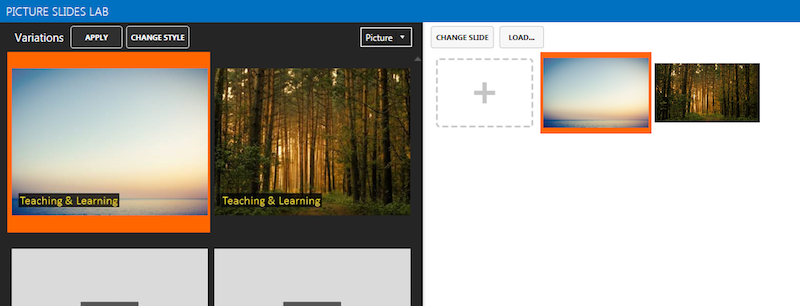 PICTURE SLIDES LAB
Variations APPLY CHANGE STYLE Picture
CHANGE SLIDE LOAD...
Teaching & Learning
Teaching & Learning